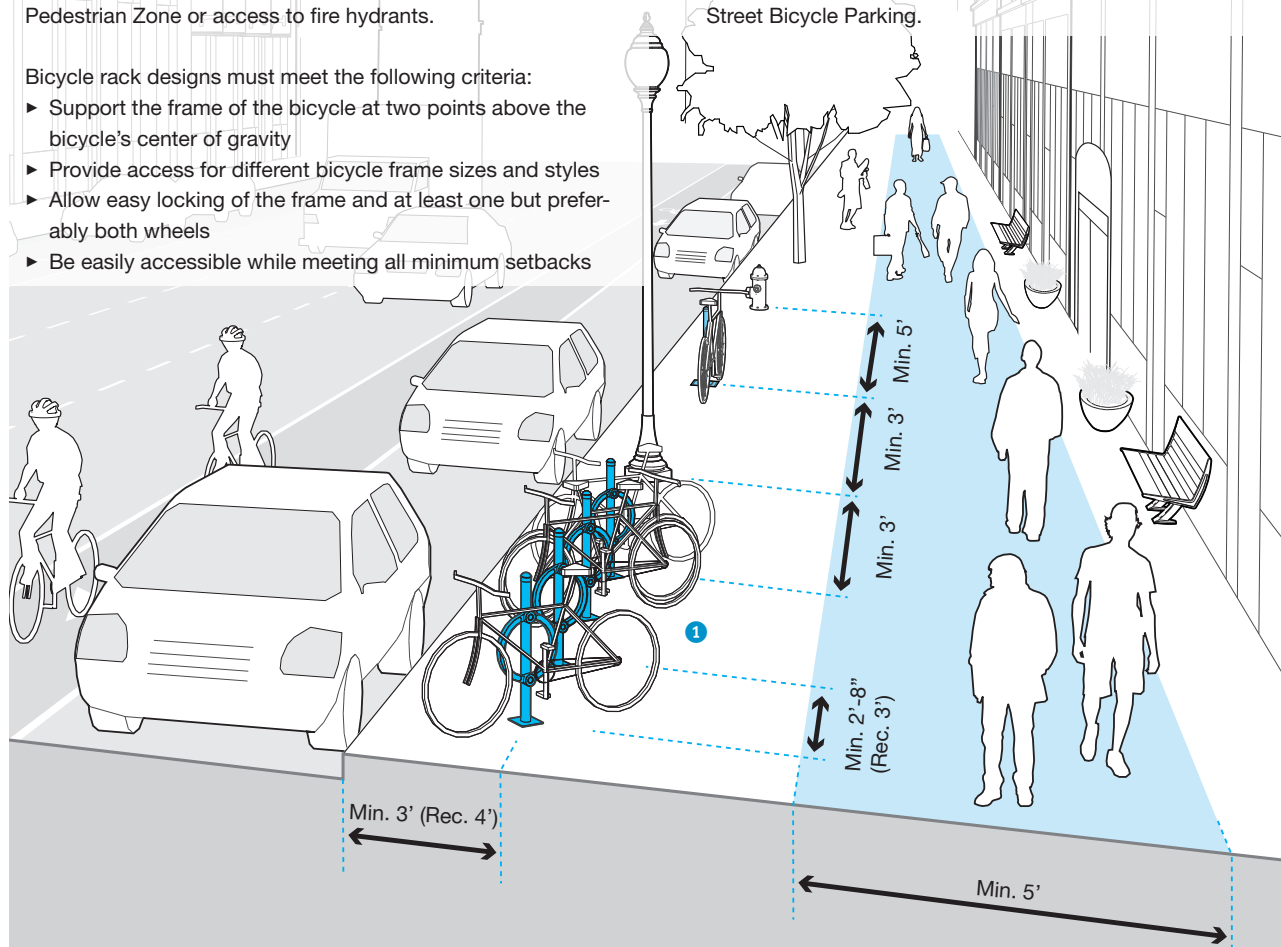 Pedestrian Zone or access to fire hydrants.
Bicycle rack designs must meet the following criteria:
▸ Support the frame of the bicycle at two points above the
bicycle’s center of gravity
▸ Provide access for different bicycle frame sizes and styles
▸ Allow easy locking of the frame and at least one but prefer-
ably both wheels
▸ Be easily accessible while meeting all minimum setbacks
Street Bicycle Parking.
Min. 5’
Min. 3’
Min. 3’
1
Min. 2’-8”
(Rec. 3’)
Min. 3’ (Rec. 4’)
Min. 5’